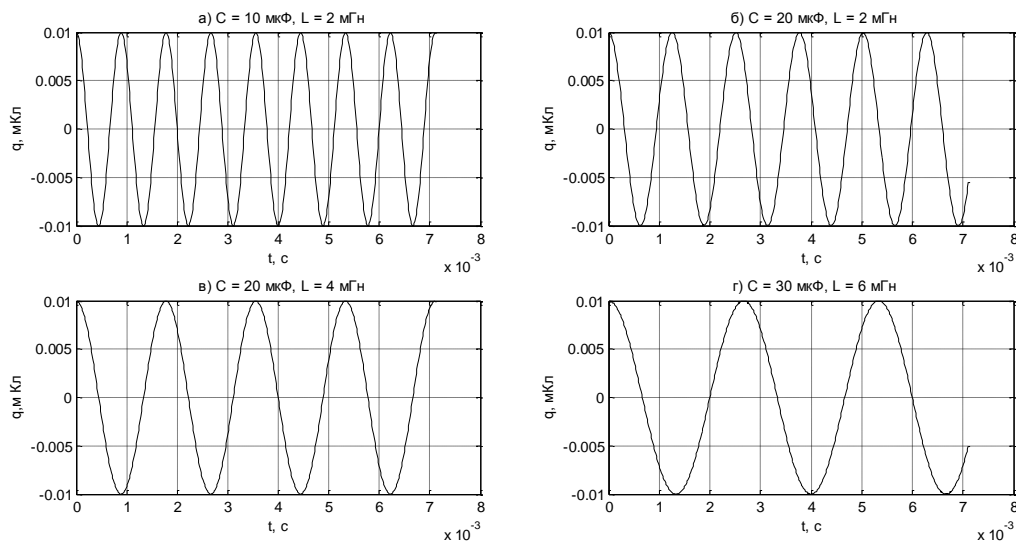 а) C = 10 мкФ, L = 2 мГн
0.01
0.005
0
-0.005
-0.01
q, мКл
0 1 2 3 4 5 6 7 8
t, с
x 10^-3
б) C = 20 мкФ, L = 2 мГн
0.01
0.005
0
-0.005
-0.01
q, мКл
0 1 2 3 4 5 6 7 8
t, с
x 10^-3
в) C = 20 мкФ, L = 4 мГн
0.01
0.005
0
-0.005
-0.01
q,м Кл
0 1 2 3 4 5 6 7 8
t, с
x 10^-3
г) C = 30 мкФ, L = 6 мГн
0.01
0.005
0
-0.005
-0.01
q, мКл
0 1 2 3 4 5 6 7 8
t, с
x 10^-3